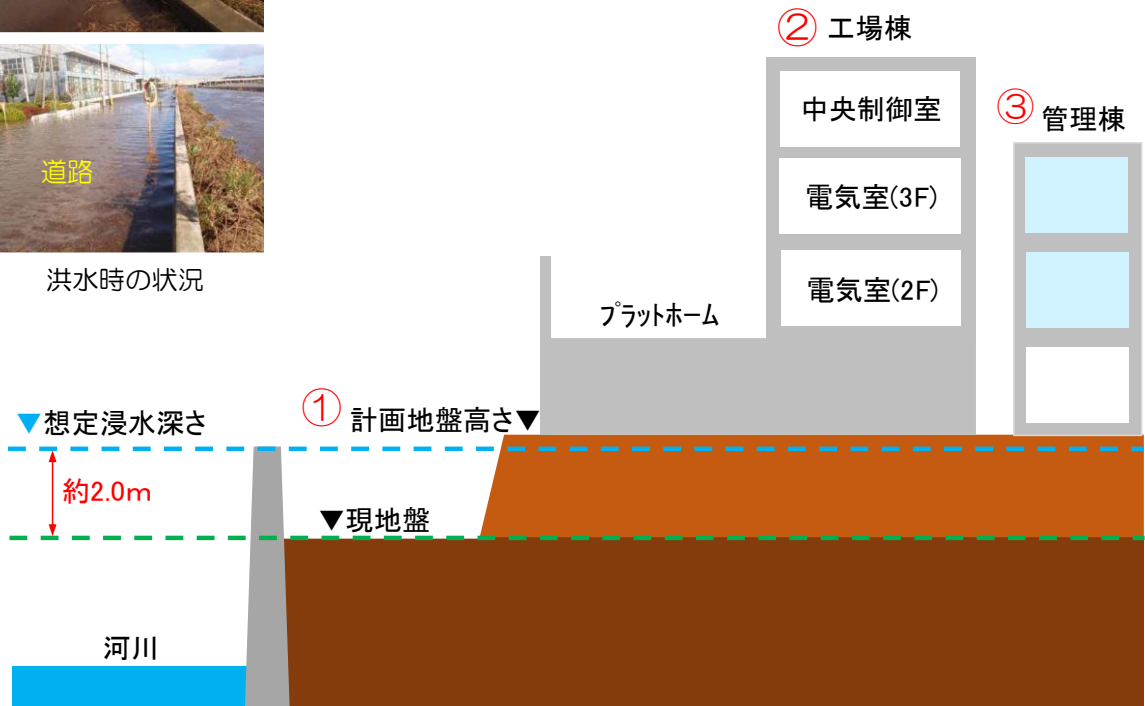 ② 工場棟
中央制御室
③ 管理棟
道路
電気室(3F)
洪水時の状況
電気室(2F)
プラットホーム
▼想定浸水深さ
① 計画地盤高さ▼
約2.0m
▼現地盤
河川